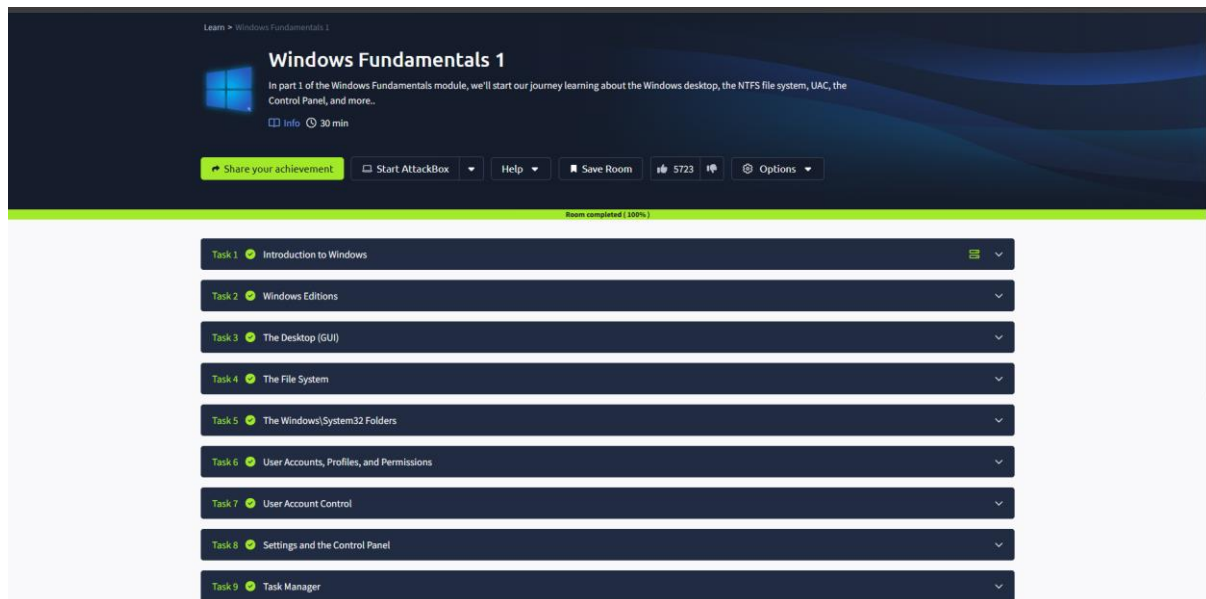 Learn > Windows Fundamentals 1
Windows Fundamentals 1
In part 1 of the Windows Fundamentals module, we'll start our journey learning about the Windows desktop, the NTFS file system, UAC, the
Control Panel, and more..
Info 30 min
Share your achievement Start AttackBox Help Save Room 5723 Options
Room completed ( 100% )
Task 1 Introduction to Windows
Task 2 Windows Editions
Task 3 The Desktop (GUI)
Task 4 The File System
Task 5 The Windows\System32 Folders
Task 6 User Accounts, Profiles, and Permissions
Task 7 User Account Control
Task 8 Settings and the Control Panel
Task 9 Task Manager